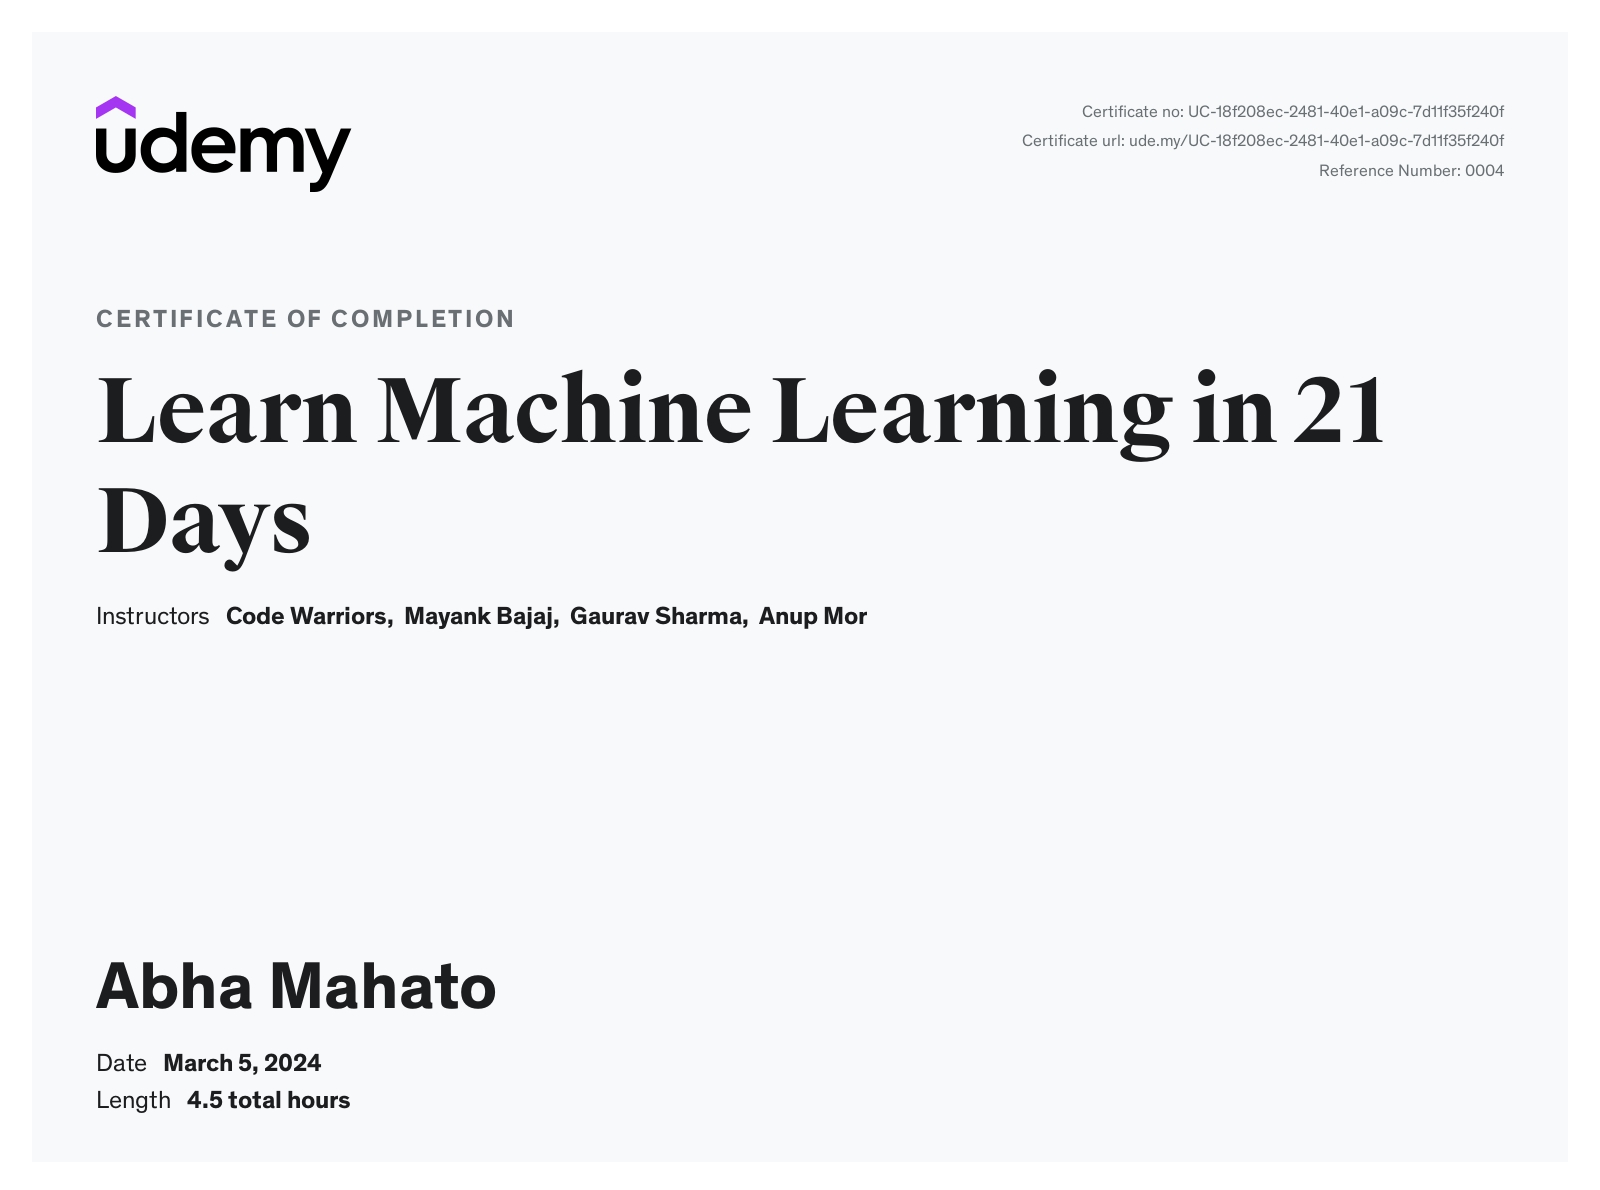 udemy
Certificate no: UC-18f208ec-2481-40e1-a09c-7d11f35f240f
Certificate url: ude.my/UC-18f208ec-2481-40e1-a09c-7d11f35f240f
Reference Number: 0004
CERTIFICATE OF COMPLETION
Learn Machine Learning in 21
Days
Instructors Code Warriors, Mayank Bajaj, Gaurav Sharma, Anup Mor
Abha Mahato
Date March 5, 2024
Length 4.5 total hours